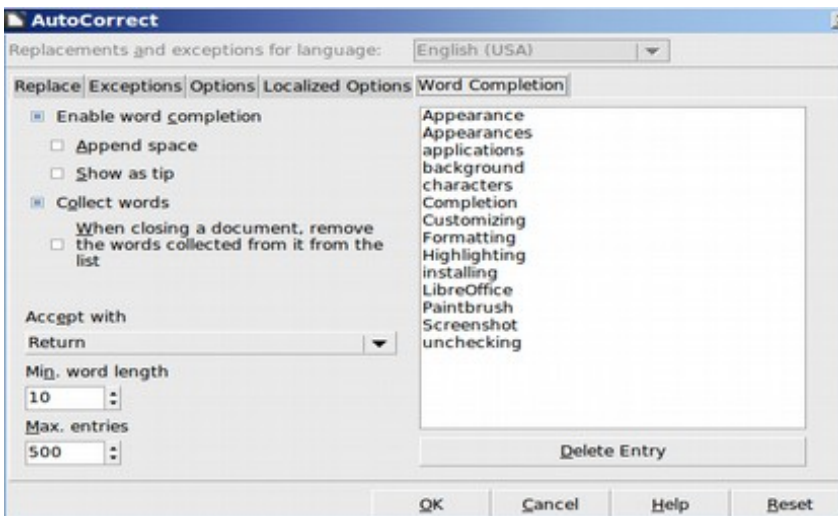 AutoCorrect
Replacements and exceptions for language:
English (USA)
Replace Exceptions Options Localized Options Word Completion
Enable word completion
Append space
Show as tip
Collect words
When closing a document, remove
the words collected from it from the
list
Accept with
Return
Min. word length
10
Max. entries
500
Appearance
Appearances
applications
background
characters
Completion
Customizing
Formatting
Highlighting
installing
LibreOffice
Paintbrush
Screenshot
unchecking
Delete Entry
OK Cancel Help Reset